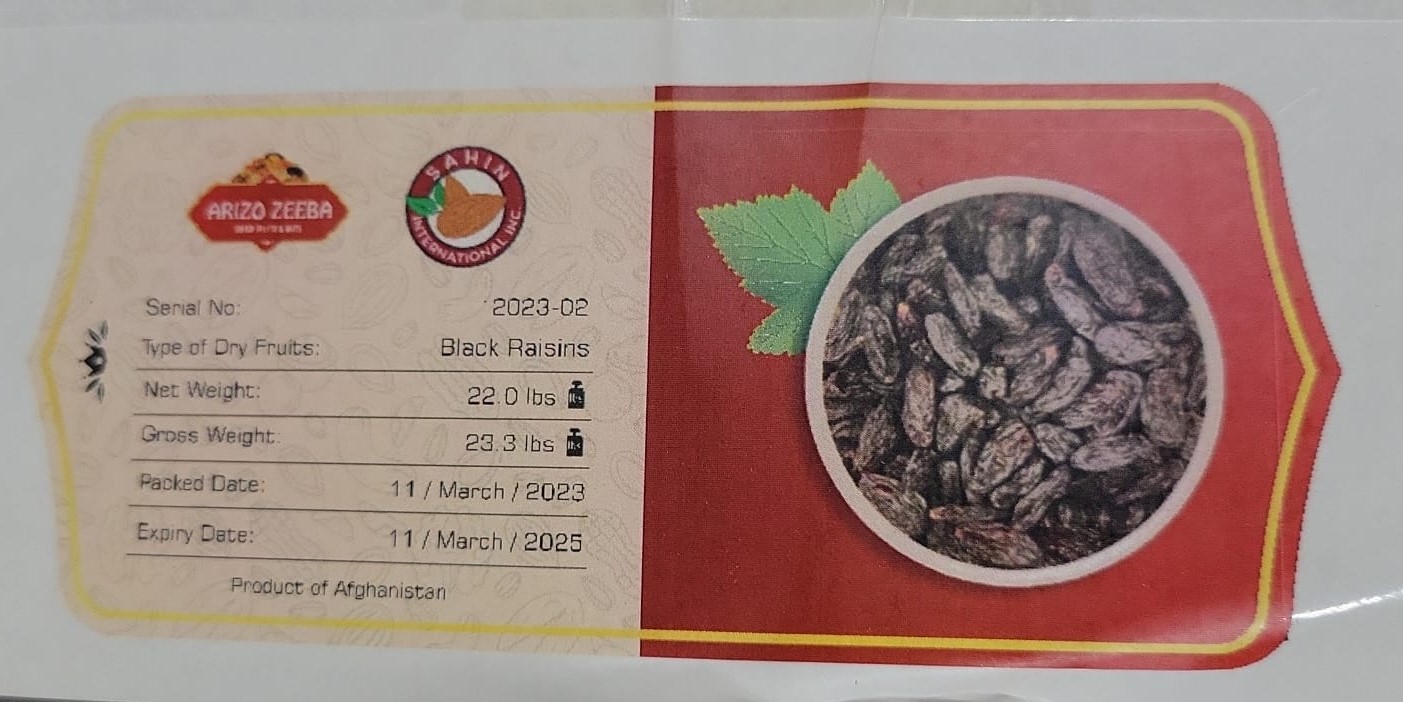 ARIZO ZEEBA
SAHIN
INTERNATIONAL INC.
Serial No: 2023-02
Type of Dry Fruits: Black Raisins
Net Weight: 22.0 lbs
Gross Weight: 23.3 lbs
Packed Date: 11 / March / 2023
Expiry Date: 11 / March / 2025
Product of Afghanistan